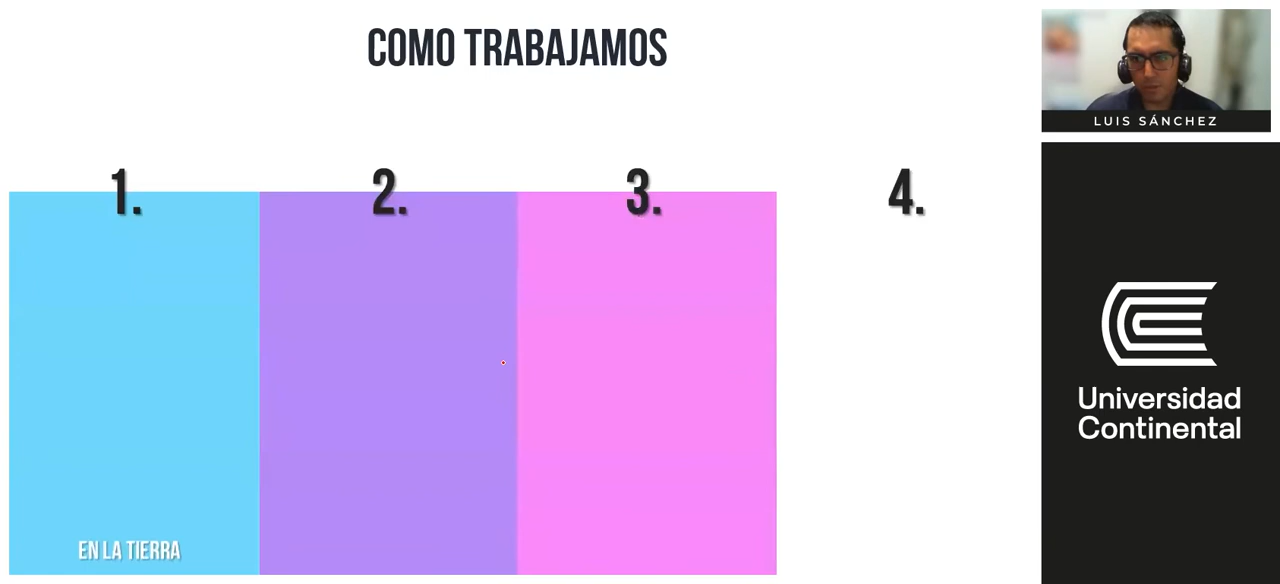 COMO TRABAJAMOS
LUIS SÁNCHEZ
1.
2.
3.
4.
EN LA TIERRA
Universidad
Continental